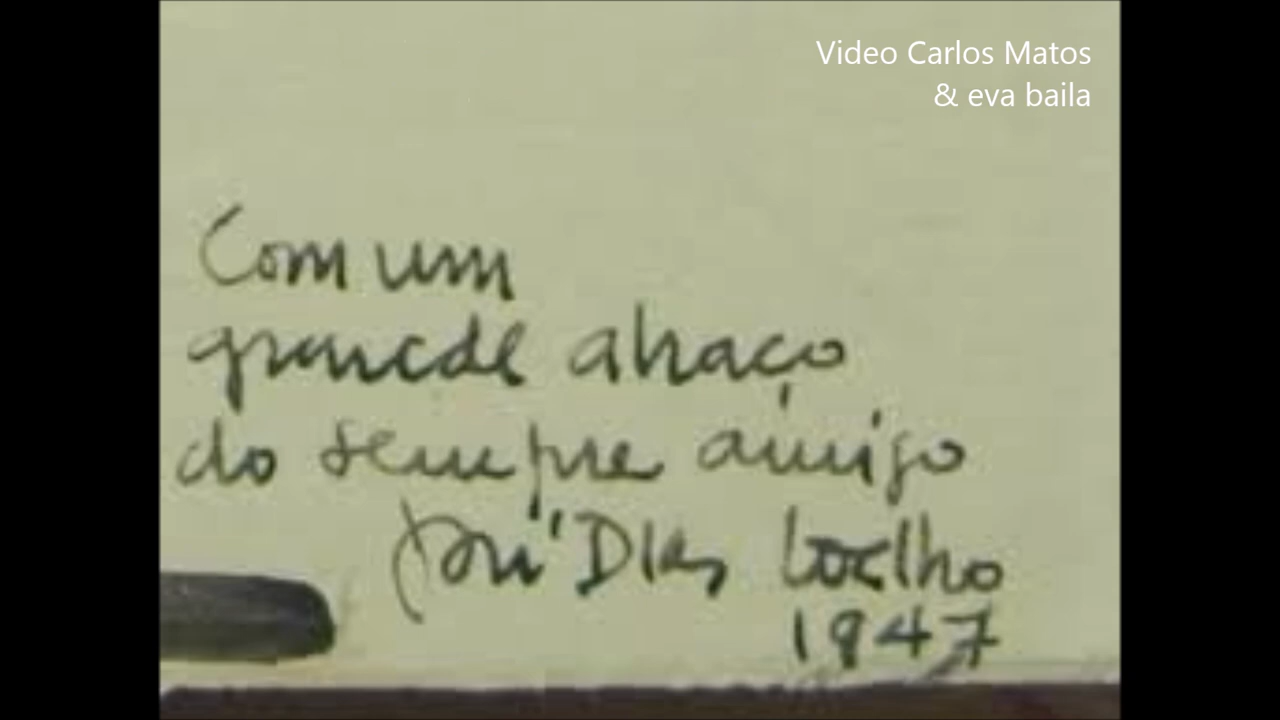 Video Carlos Matos
& eva baila
Com um
grande abraço
do sempre amigo
José Dias Coelho
1947